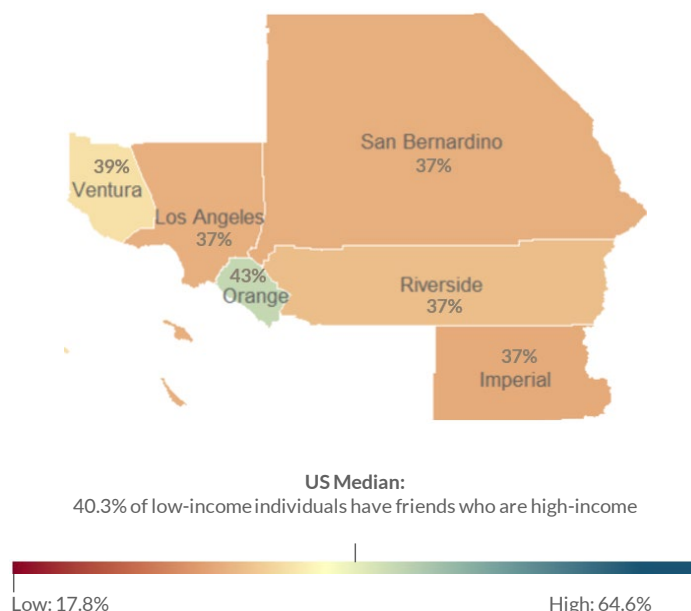 San Bernardino
37%
39%
Ventura
Los Angeles
37%
43%
Orange
Riverside
37%
37%
Imperial
US Median:
40.3% of low-income individuals have friends who are high-income
Low: 17.8%
High: 64.6%